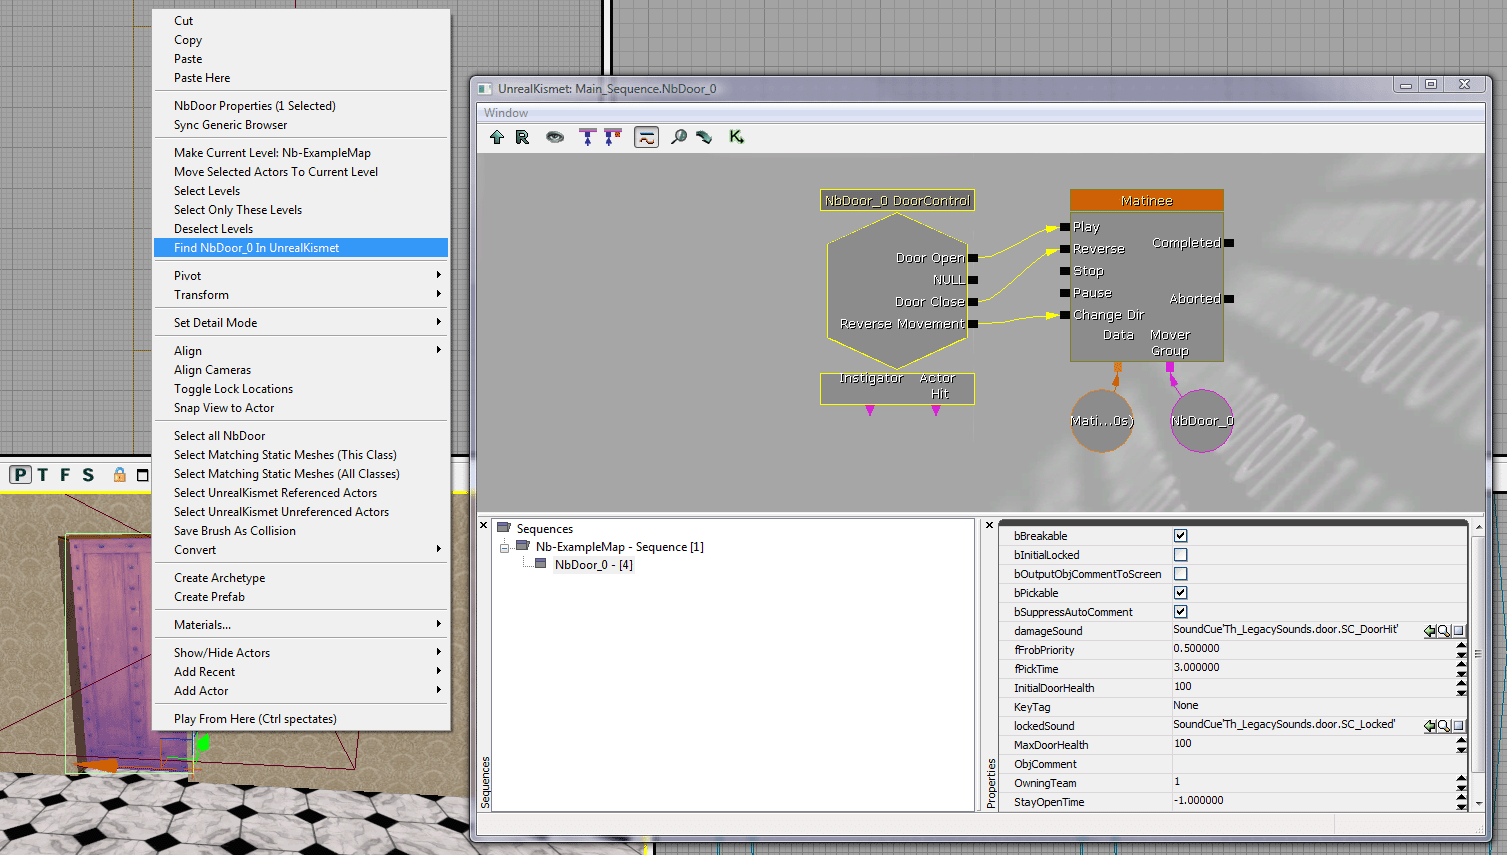 Cut
Copy
Paste
Paste Here
NbDoor Properties (1 Selected)
Sync Generic Browser
Make Current Level: Nb-ExampleMap
Move Selected Actors To Current Level
Select Levels
Select Only These Levels
Deselect Levels
Find NbDoor_0 In UnrealKismet
Pivot
Transform
Set Detail Mode
Align
Align Cameras
Toggle Lock Locations
Snap View to Actor
Select all NbDoor
Select Matching Static Meshes (This Class)
Select Matching Static Meshes (All Classes)
Select UnrealKismet Referenced Actors
Select UnrealKismet Unreferenced Actors
Save Brush As Collision
Convert
Create Archetype
Create Prefab
Materials...
Show/Hide Actors
Add Recent
Add Actor
Play From Here (Ctrl spectates)
P T F S
UnrealKismet: Main_Sequence.NbDoor_0
Window
R
K
NbDoor_0 DoorControl
Door Open
NULL
Door Close
Reverse Movement
Instigator
Actor
Hit
Matinee
Play
Reverse
Stop
Pause
Change Dir
Completed
Aborted
Data
Mover
Group
Mati...0s)
NbDoor_0
Sequences
Sequences
Nb-ExampleMap - Sequence [1]
NbDoor_0 - [4]
Properties
bBreakable
bInitialLocked
bOutputObjCommentToScreen
bPickable
bSuppressAutoComment
damageSound SoundCue'Th_LegacySounds.door.SC_DoorHit'
fFrobPriority 0.500000
fPickTime 3.000000
InitialDoorHealth 100
KeyTag None
lockedSound SoundCue'Th_LegacySounds.door.SC_Locked'
MaxDoorHealth 100
ObjComment
OwningTeam 1
StayOpenTime -1.000000